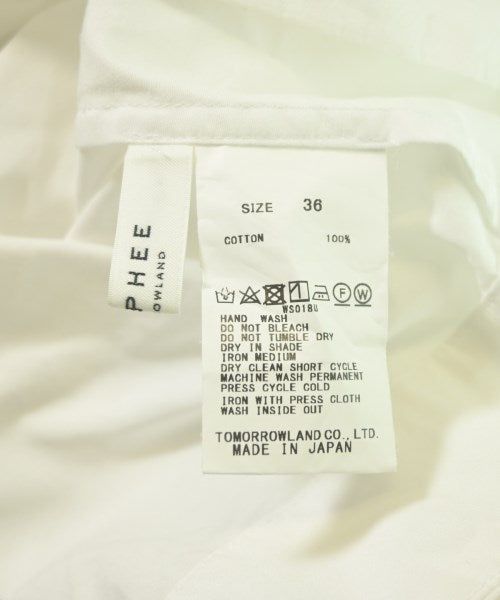 PHEE
OWLAND
SIZE 36
COTTON 100%
F W
WS018U
HAND WASH
DO NOT BLEACH
DO NOT TUMBLE DRY
DRY IN SHADE
IRON MEDIUM
DRY CLEAN SHORT CYCLE
MACHINE WASH PERMANENT
PRESS CYCLE COLD
IRON WITH PRESS CLOTH
WASH INSIDE OUT
TOMORROWLAND CO., LTD.
MADE IN JAPAN